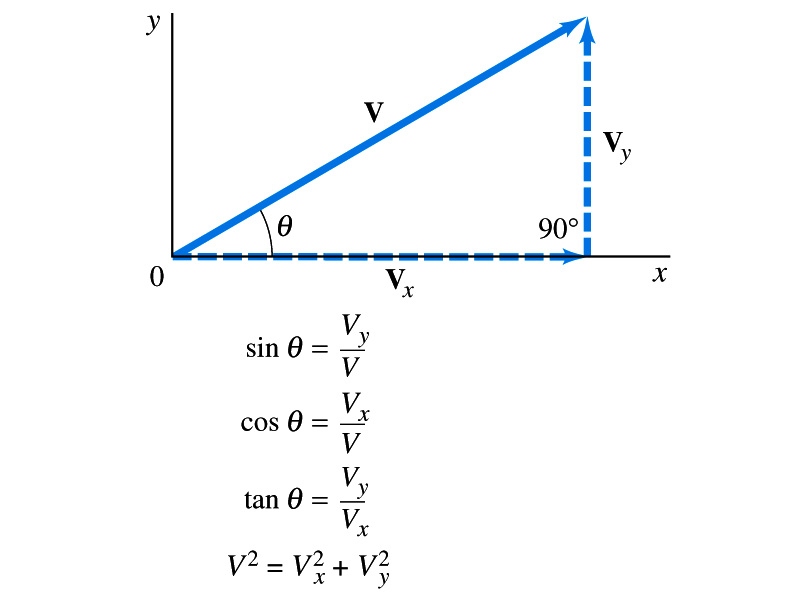 y
V
V_y
θ
90°
0
V_x
x
sin θ = V_y/V
cos θ = V_x/V
tan θ = V_y/V_x
V² = V_x² + V_y²